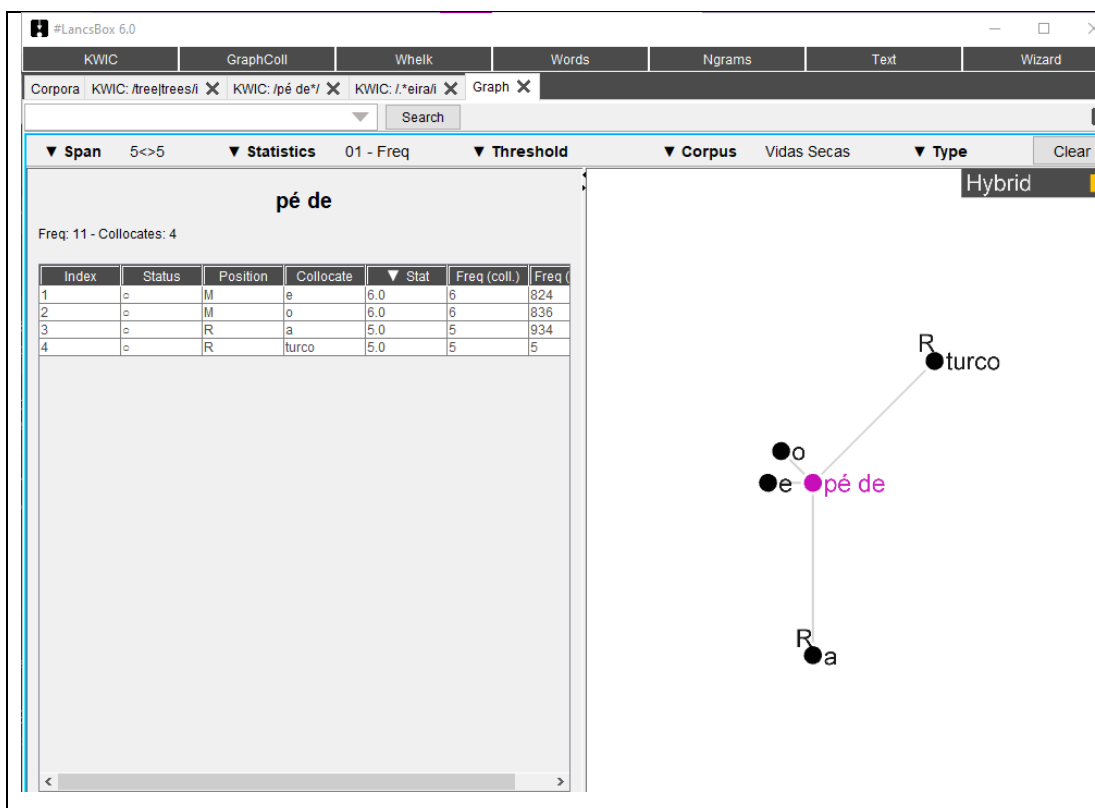 #LancsBox 6.0
KWIC GraphColl Whelk Words Ngrams Text Wizard
Corpora KWIC: /tree|trees/i KWIC: /pé de*/ KWIC: /.*eira/i Graph
Search
▼ Span 5<>5 ▼ Statistics 01 - Freq ▼ Threshold ▼ Corpus Vidas Secas ▼ Type Clear
Hybrid
pé de
Freq: 11 - Collocates: 4
Index Status Position Collocate ▼ Stat Freq (coll.) Freq (
1 ○ M e 6.0 6 824
2 ○ M o 6.0 6 836
3 ○ R a 5.0 5 934
4 ○ R turco 5.0 5 5
R
turco
o
e pé de
R
a